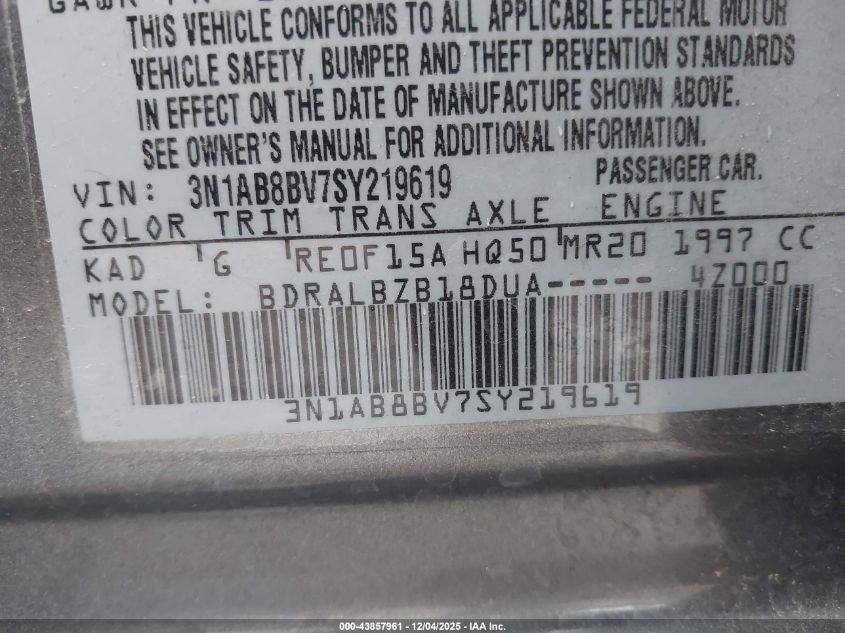 THIS VEHICLE CONFORMS TO ALL APPLICABLE FEDERAL MOTOR
VEHICLE SAFETY, BUMPER AND THEFT PREVENTION STANDARDS
IN EFFECT ON THE DATE OF MANUFACTURE SHOWN ABOVE.
SEE OWNER'S MANUAL FOR ADDITIONAL INFORMATION.
VIN: 3N1AB8BV7SY219619 PASSENGER CAR.
COLOR TRIM TRANS AXLE ENGINE
KAD G RE0F15A HQ50 MR20 1997 CC
MODEL: BDRALBZB18DUA----- 4Z000
3N1AB8BV7SY219619
000-43857961 - 12/04/2025 - IAA Inc.